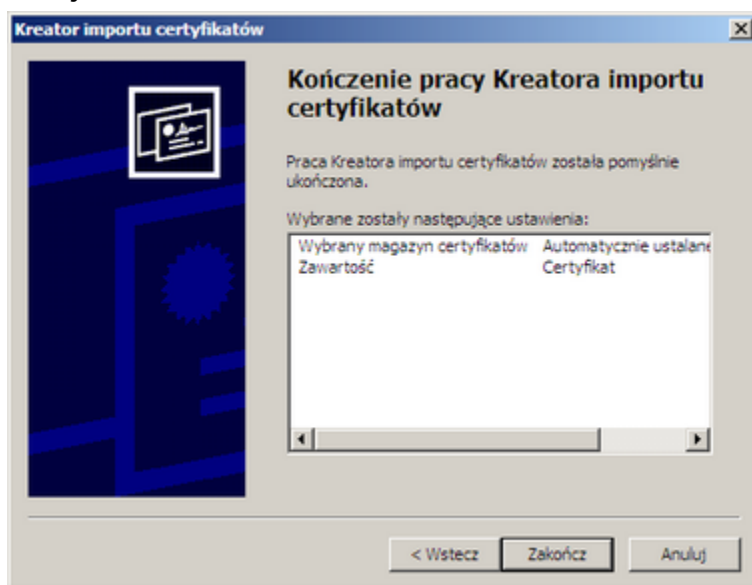 Kreator importu certyfikatów
Kończenie pracy Kreatora importu
certyfikatów
Praca Kreatora importu certyfikatów została pomyślnie
ukończona.
Wybrane zostały następujące ustawienia:
Wybrany magazyn certyfikatów Automatycznie ustalane
Zawartość Certyfikat
< Wstecz Zakończ Anuluj